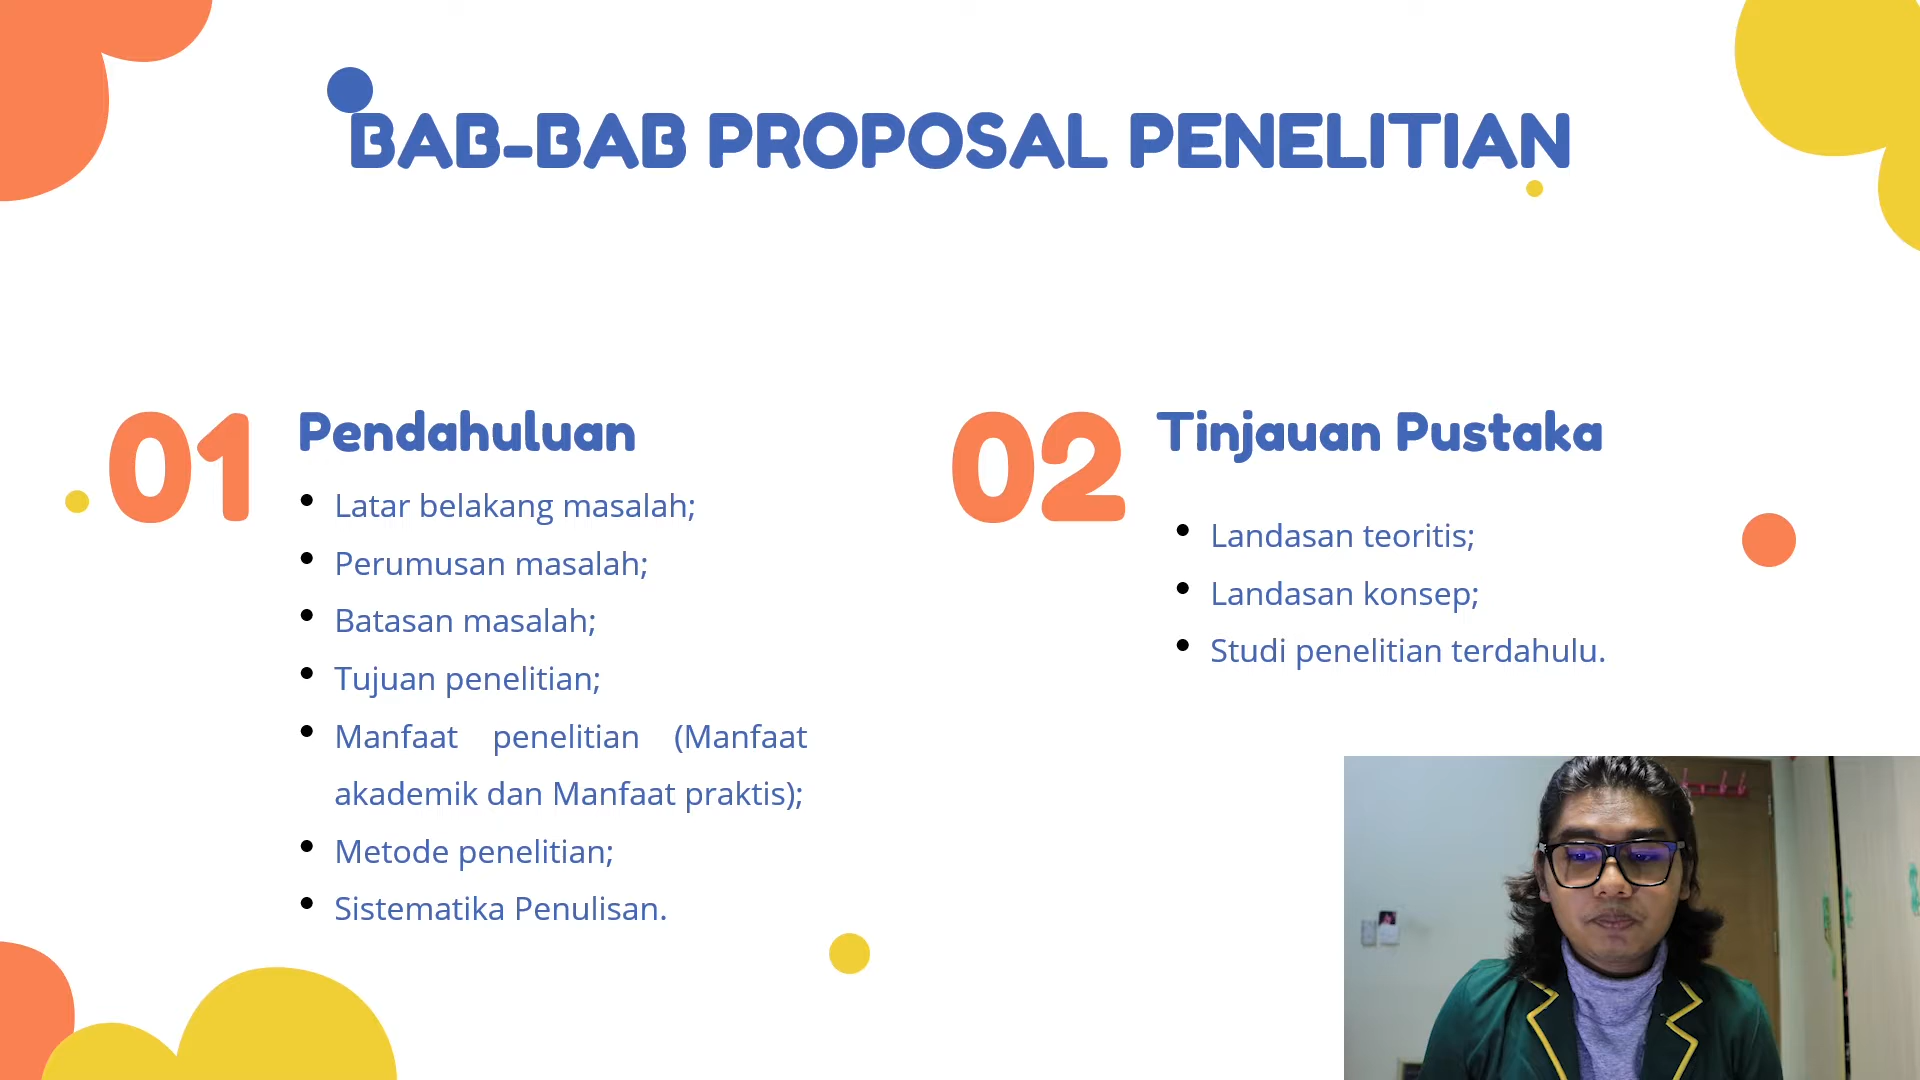 BAB-BAB PROPOSAL PENELITIAN
01
Pendahuluan
Latar belakang masalah;
Perumusan masalah;
Batasan masalah;
Tujuan penelitian;
Manfaat penelitian (Manfaat
akademik dan Manfaat praktis);
Metode penelitian;
Sistematika Penulisan.
02
Tinjauan Pustaka
Landasan teoritis;
Landasan konsep;
Studi penelitian terdahulu.